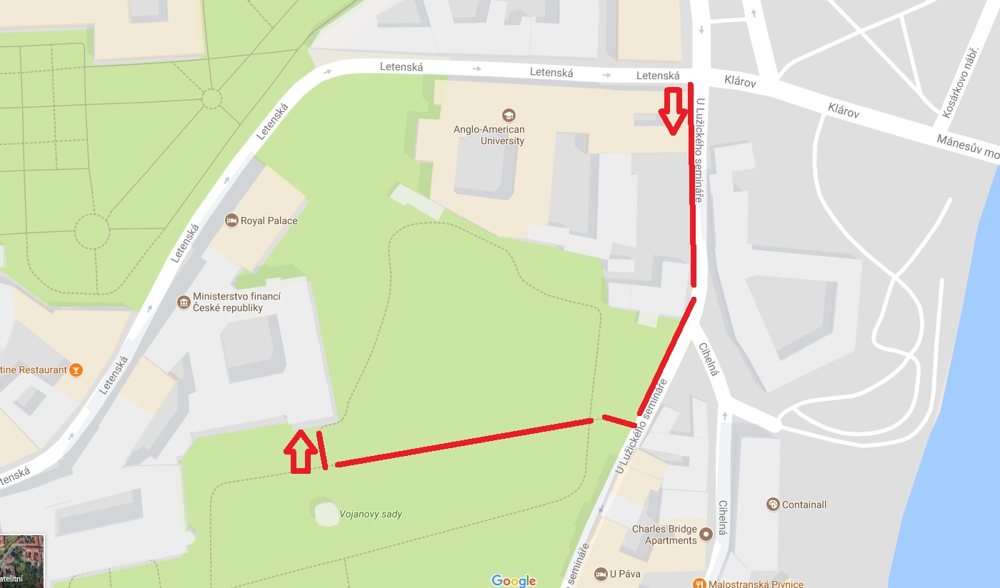 Letenská
Letenská
Letenská
Klárov
Klárov
Kosárkovo nábř.
Mánesův mo
Letenská
U Lužického semináře
Anglo-American
University
Royal Palace
Letenská
Ministerstvo financí
České republiky
tine Restaurant
Letenská
Cihelná
U Lužického semináře
tenská
Vojanovy sady
Cihelná
Containall
Charles Bridge
Apartments
U Páva
semináře
atelitní
Google
Malostranská Pivnice